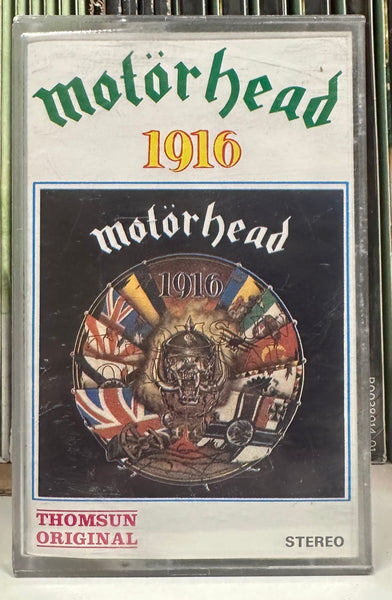 motörhead
1916
motörhead
1916
THOMSUN
ORIGINAL
STEREO